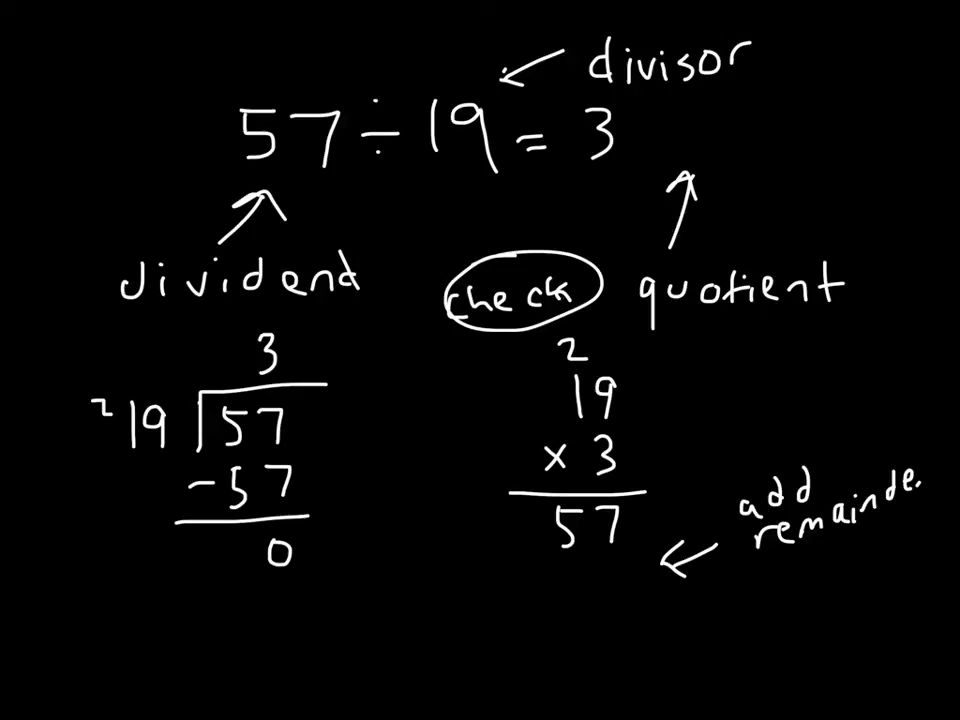 divisor
57 ÷ 19 = 3
dividend
check
quotient
3
2 19 57
- 57
0
2
19
x 3
57
add
remainde